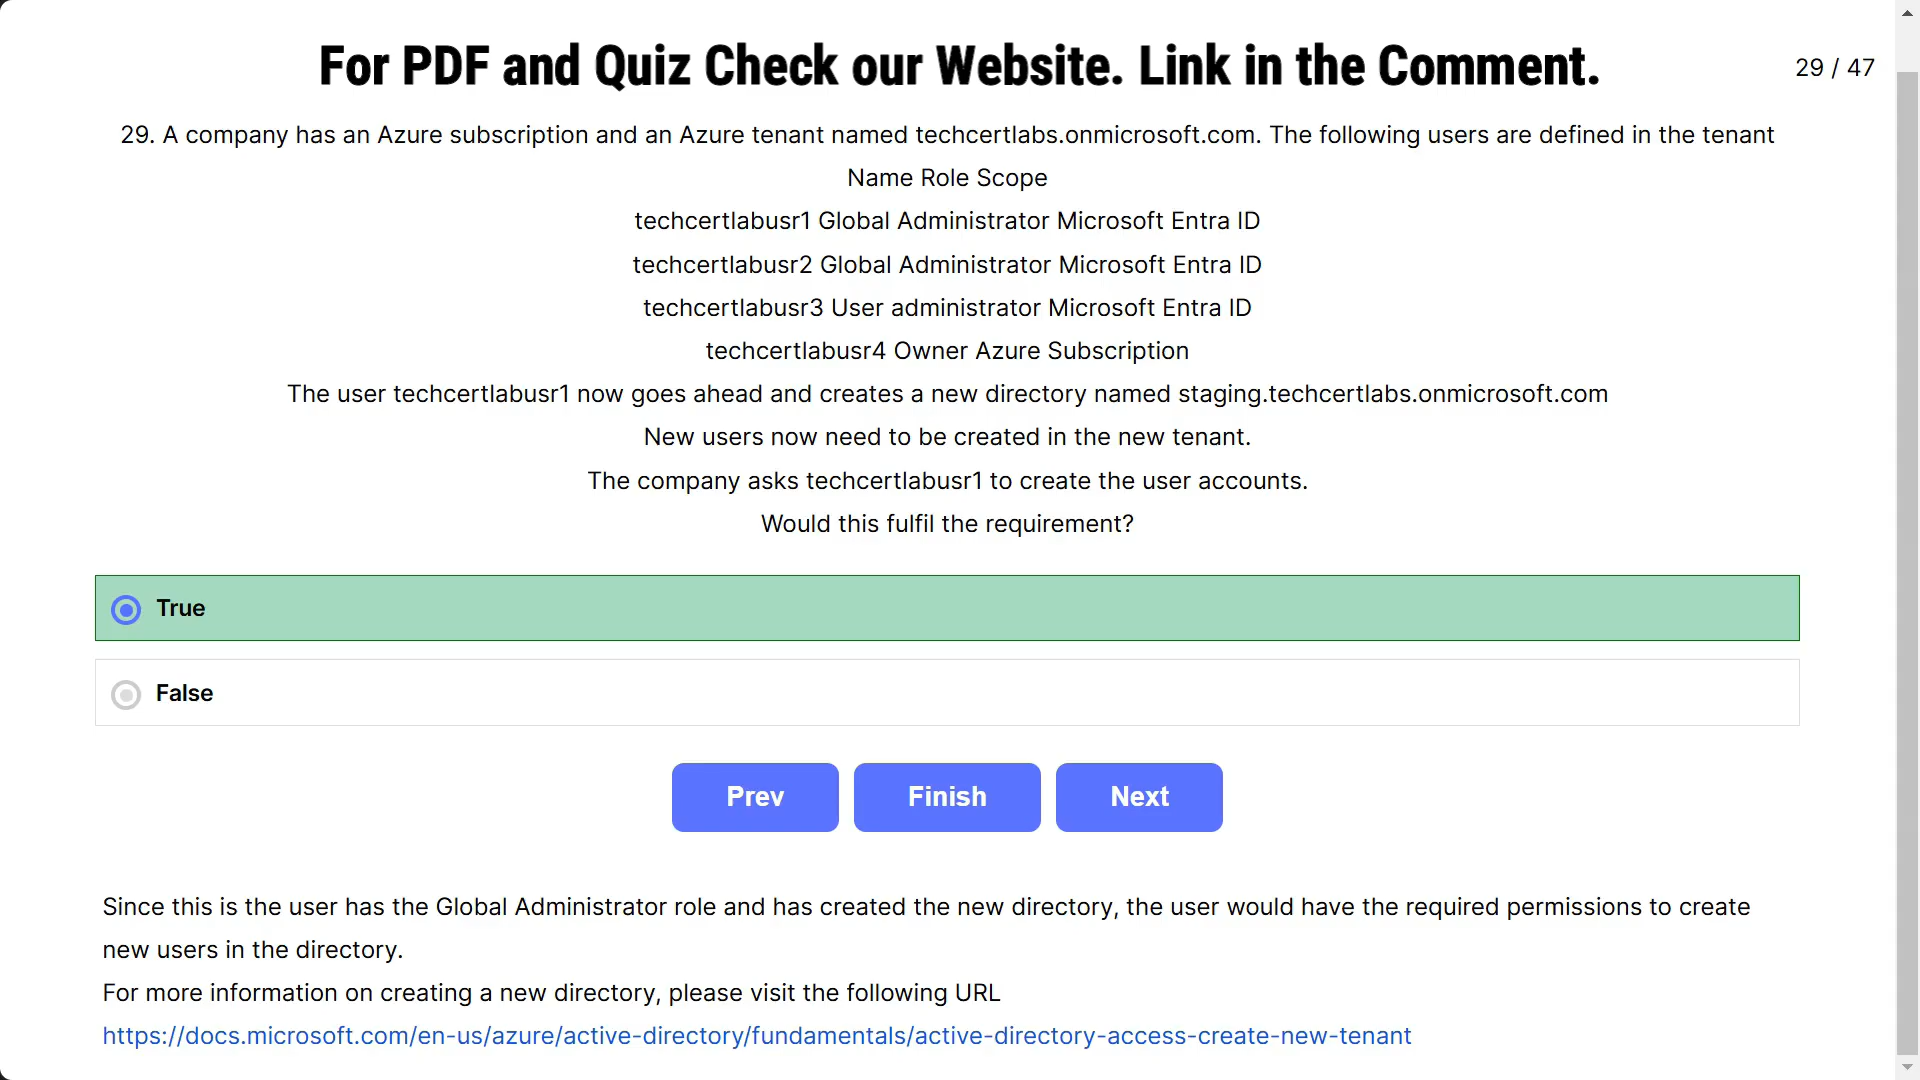 For PDF and Quiz Check our Website. Link in the Comment.
29 / 47
29. A company has an Azure subscription and an Azure tenant named techcertlabs.onmicrosoft.com. The following users are defined in the tenant
Name Role Scope
techcertlabusr1 Global Administrator Microsoft Entra ID
techcertlabusr2 Global Administrator Microsoft Entra ID
techcertlabusr3 User administrator Microsoft Entra ID
techcertlabusr4 Owner Azure Subscription
The user techcertlabusr1 now goes ahead and creates a new directory named staging.techcertlabs.onmicrosoft.com
New users now need to be created in the new tenant.
The company asks techcertlabusr1 to create the user accounts.
Would this fulfil the requirement?
True
False
Prev
Finish
Next
Since this is the user has the Global Administrator role and has created the new directory, the user would have the required permissions to create
new users in the directory.
For more information on creating a new directory, please visit the following URL
https://docs.microsoft.com/en-us/azure/active-directory/fundamentals/active-directory-access-create-new-tenant